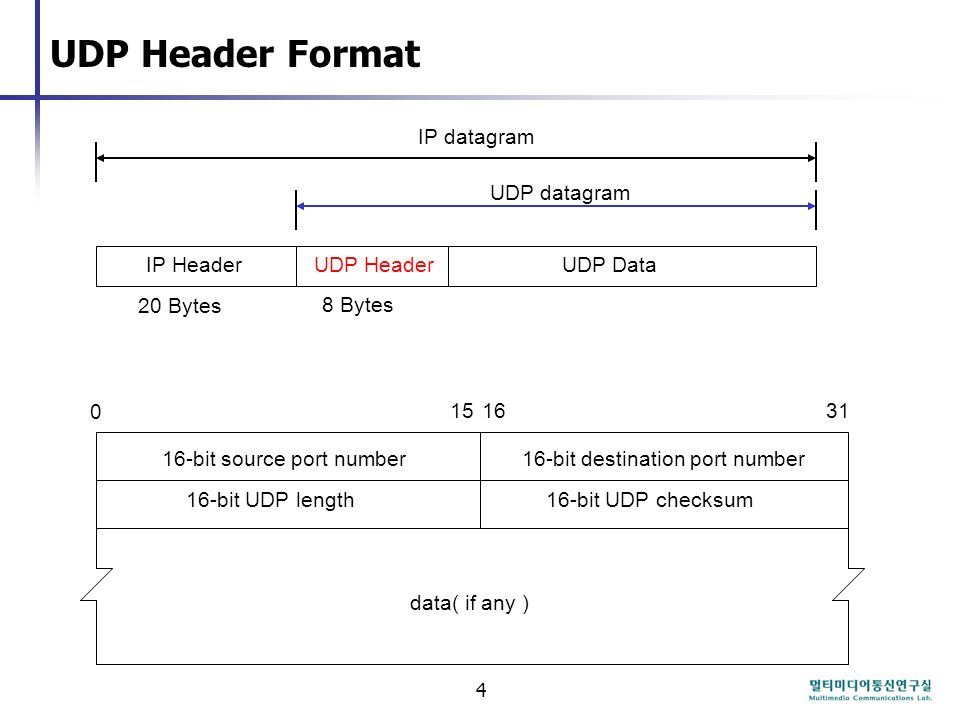 UDP Header Format
IP datagram
UDP datagram
IP Header UDP Header UDP Data
20 Bytes 8 Bytes
0 15 16 31
16-bit source port number 16-bit destination port number
16-bit UDP length 16-bit UDP checksum
data( if any )
4
멀티미디어통신연구실
Multimedia Communications Lab.